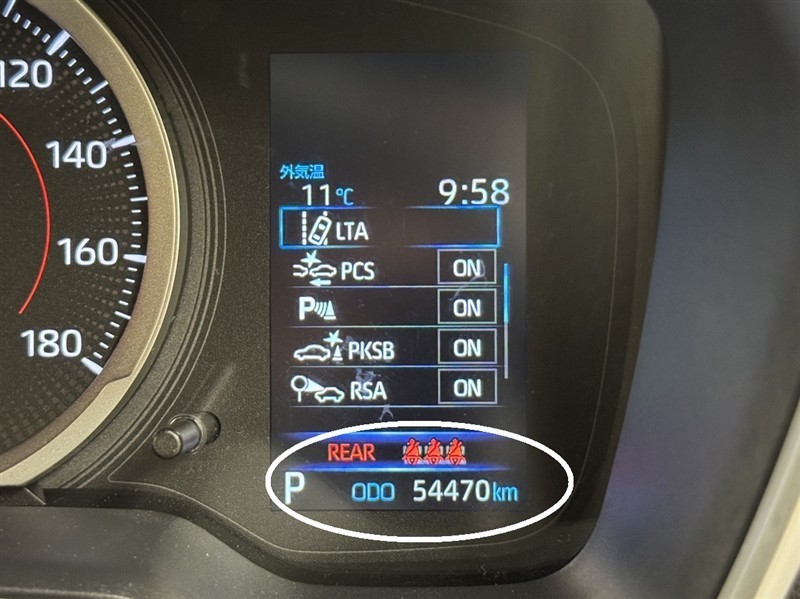 120
140
160
180
外気温
11℃ 9:58
LTA
PCS ON
P ON
PKSB ON
RSA ON
REAR
P ODO 54470km